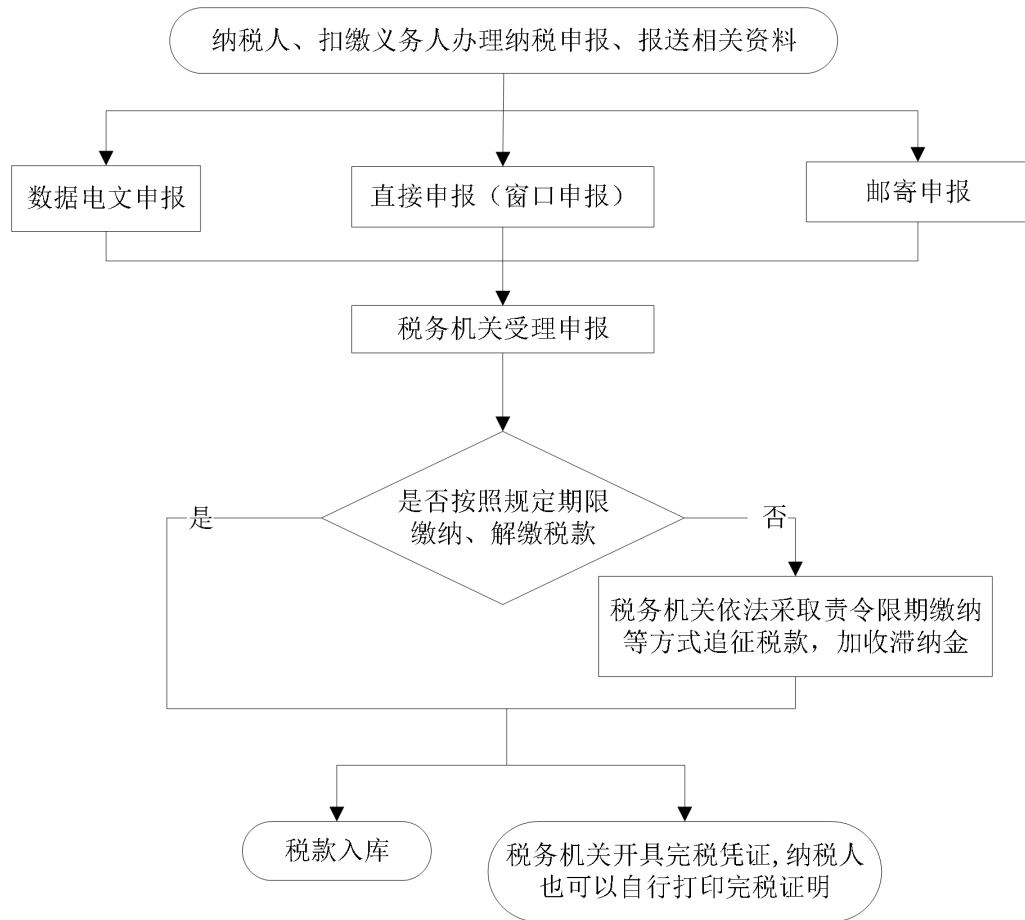 纳税人、扣缴义务人办理纳税申报、报送相关资料
数据电文申报
直接申报（窗口申报）
邮寄申报
税务机关受理申报
是否按照规定期限
缴纳、解缴税款
是
否
税务机关依法采取责令限期缴纳
等方式追征税款，加收滞纳金
税款入库
税务机关开具完税凭证,纳税人
也可以自行打印完税证明